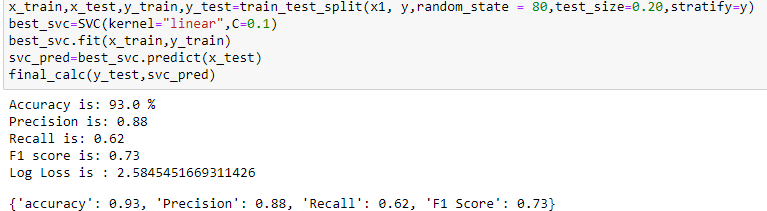 x_train,x_test,y_train,y_test=train_test_split(x1, y,random_state = 80,test_size=0.20,stratify=y)
best_svc=SVC(kernel="linear",C=0.1)
best_svc.fit(x_train,y_train)
svc_pred=best_svc.predict(x_test)
final_calc(y_test,svc_pred)
Accuracy is: 93.0 %
Precision is: 0.88
Recall is: 0.62
F1 score is: 0.73
Log Loss is : 2.5845451669311426
{'accuracy': 0.93, 'Precision': 0.88, 'Recall': 0.62, 'F1 Score': 0.73}